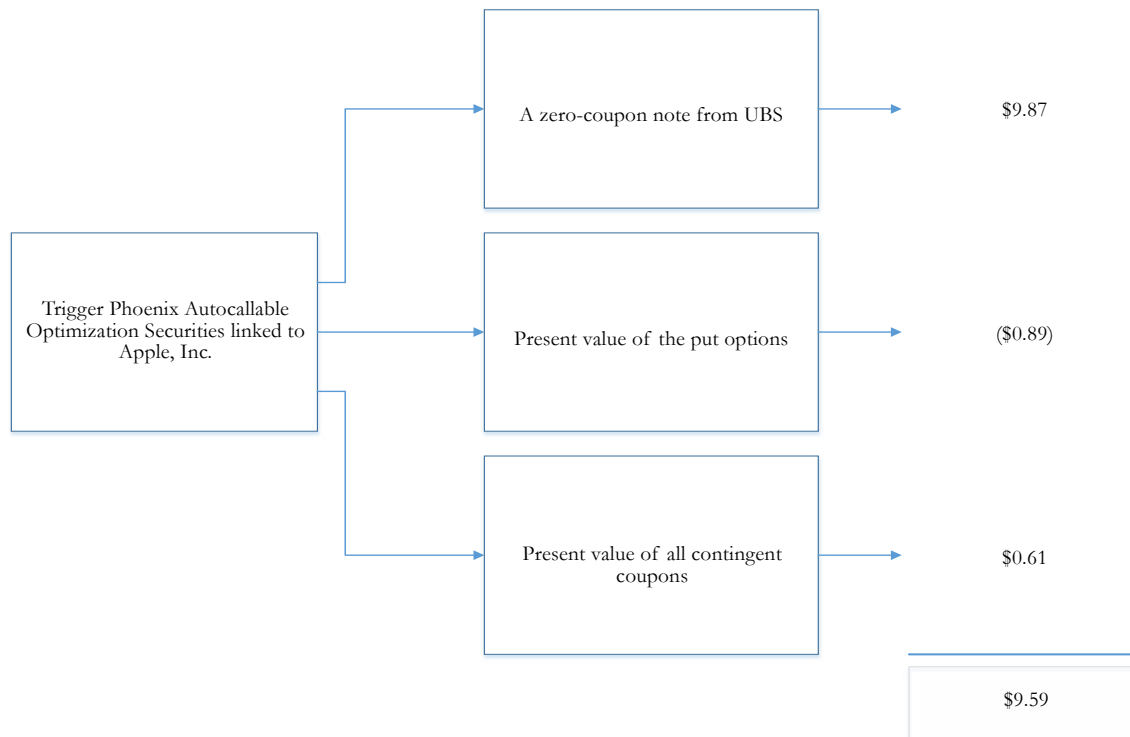 A zero-coupon note from UBS
$9.87
Trigger Phoenix Autocallable
Optimization Securities linked to
Apple, Inc.
Present value of the put options
($0.89)
Present value of all contingent
coupons
$0.61
$9.59